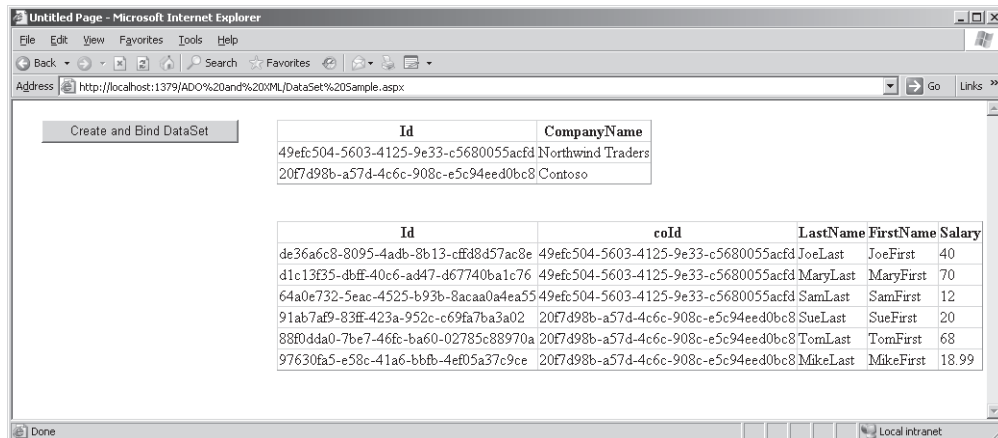 Untitled Page - Microsoft Internet Explorer
File Edit View Favorites Tools Help
Back Search Favorites
Address http://localhost:1379/ADO%20and%20XML/DataSet%20Sample.aspx Go Links »
Create and Bind DataSet
Id CompanyName
49efc504-5603-4125-9e33-c5680055acfd Northwind Traders
20f7d98b-a57d-4c6c-908c-e5c94eed0bc8 Contoso
Id coId LastName FirstName Salary
de36a6c8-8095-4adb-8b13-cffd8d57ac8e 49efc504-5603-4125-9e33-c5680055acfd JoeLast JoeFirst 40
d1c13f35-dbff-40c6-ad47-d67740ba1c76 49efc504-5603-4125-9e33-c5680055acfd MaryLast MaryFirst 70
64a0e732-5eac-4525-b93b-8acaa0a4ea55 49efc504-5603-4125-9e33-c5680055acfd SamLast SamFirst 12
91ab7af9-83ff-423a-952c-c69fa7ba3a02 20f7d98b-a57d-4c6c-908c-e5c94eed0bc8 SueLast SueFirst 20
88f0dda0-7be7-46fc-ba60-02785c88970a 20f7d98b-a57d-4c6c-908c-e5c94eed0bc8 TomLast TomFirst 68
97630fa5-e58c-41a6-bbfb-4ef05a37c9ce 20f7d98b-a57d-4c6c-908c-e5c94eed0bc8 MikeLast MikeFirst 18.99
Done Local intranet